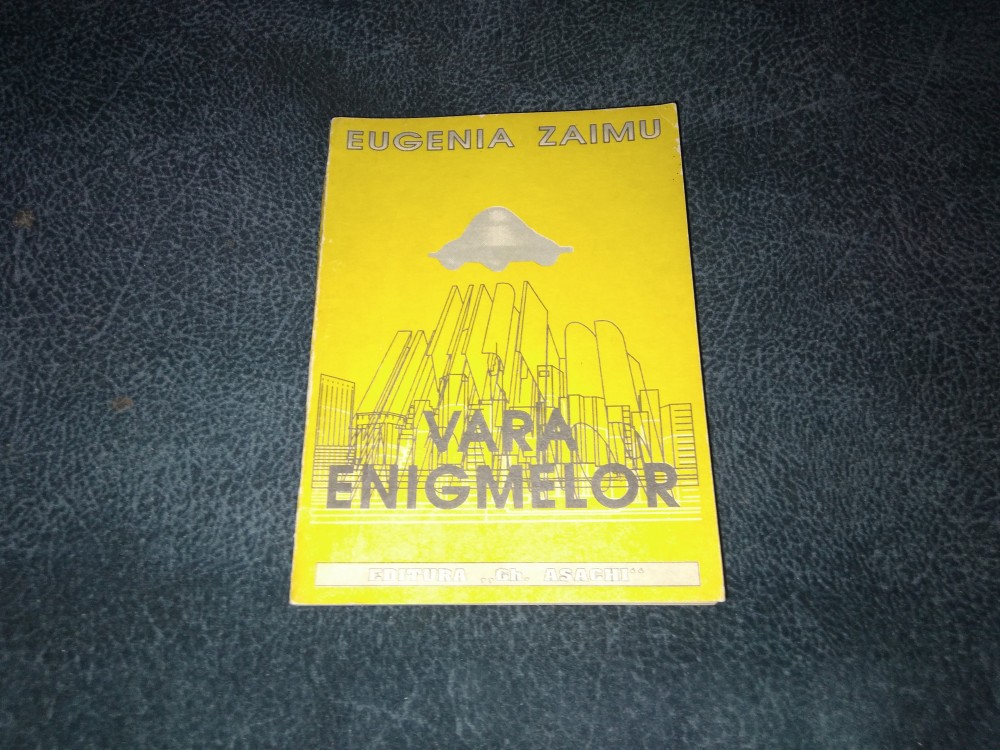 EUGENIA ZAIMU
VARA
ENIGMELOR
EDITURA „Gh. ASACHI“